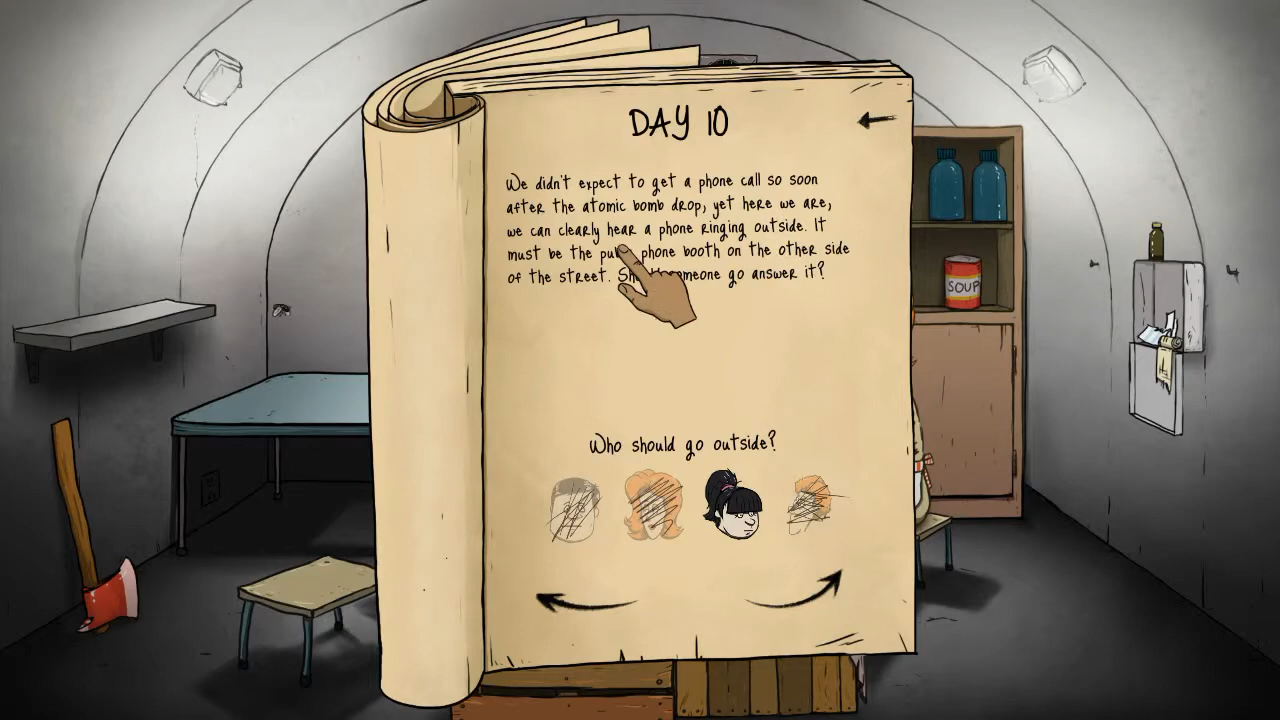 DAY 10
We didn't expect to get a phone call so soon
after the atomic bomb drop, yet here we are,
we can clearly hear a phone ringing outside. It
must be the phone booth on the other side
of the street. someone go answer it?
Who should go outside?
SOUP